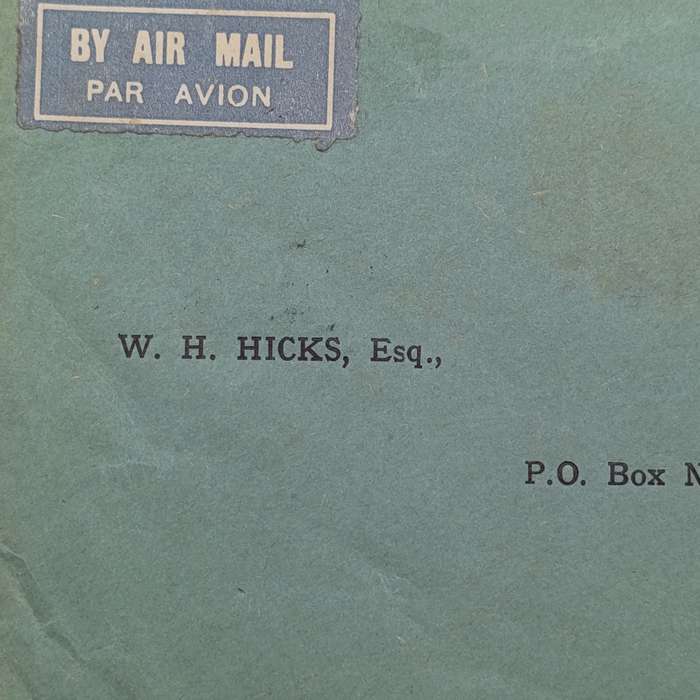 BY AIR MAIL
PAR AVION
W. H. HICKS, Esq.,
P.O. Box